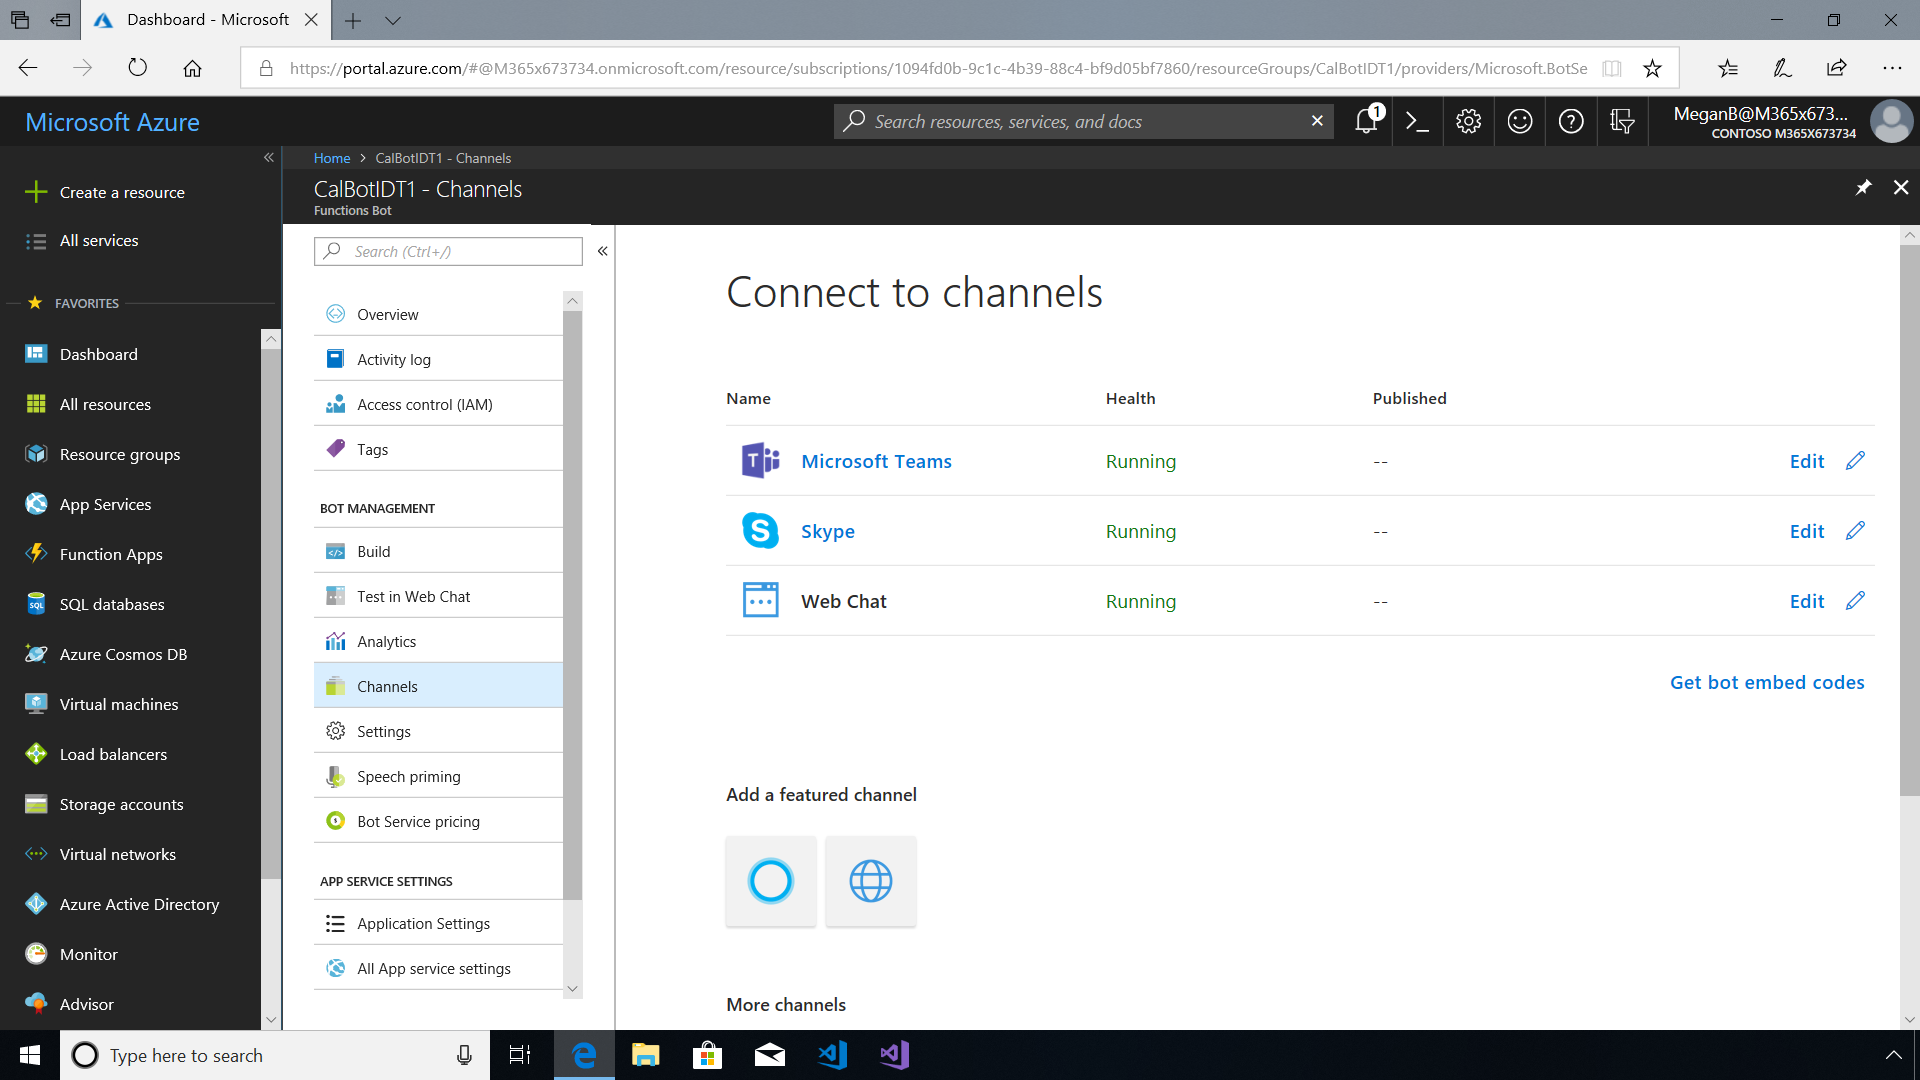 Dashboard - Microsoft
https://portal.azure.com/#@M365x673734.onmicrosoft.com/resource/subscriptions/1094fd0b-9c1c-4b39-88c4-bf9d05bf7860/resourceGroups/CalBotIDT1/providers/Microsoft.BotSe
Microsoft Azure
Search resources, services, and docs
1
MeganB@M365x673...
CONTOSO M365X673734
Home > CalBotIDT1 - Channels
CalBotIDT1 - Channels
Functions Bot
Create a resource
All services
FAVORITES
Dashboard
All resources
Resource groups
App Services
Function Apps
SQL databases
Azure Cosmos DB
Virtual machines
Load balancers
Storage accounts
Virtual networks
Azure Active Directory
Monitor
Advisor
Search (Ctrl+/)
Overview
Activity log
Access control (IAM)
Tags
BOT MANAGEMENT
Build
Test in Web Chat
Analytics
Channels
Settings
Speech priming
Bot Service pricing
APP SERVICE SETTINGS
Application Settings
All App service settings
Connect to channels
Name Health Published
Microsoft Teams Running -- Edit
Skype Running -- Edit
Web Chat Running -- Edit
Get bot embed codes
Add a featured channel
More channels
Type here to search